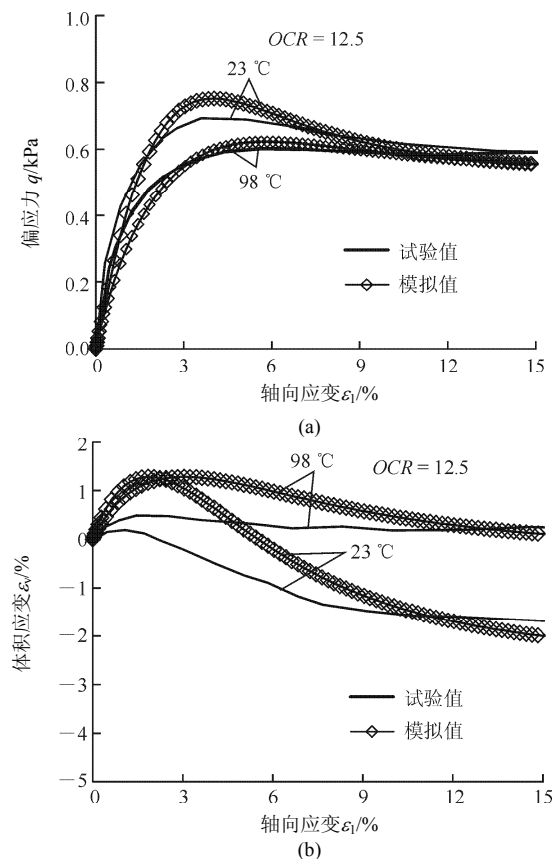 1.0
0.8
0.6
0.4
0.2
0.0
偏应力 q/kPa
OCR = 12.5
23 ℃
98 ℃
试验值
模拟值
0 3 6 9 12 15
轴向应变ε1/%
(a)
2
1
0
−1
−2
−3
−4
−5
体积应变εv/%
OCR = 12.5
98 ℃
23 ℃
试验值
模拟值
0 3 6 9 12 15
轴向应变ε1/%
(b)